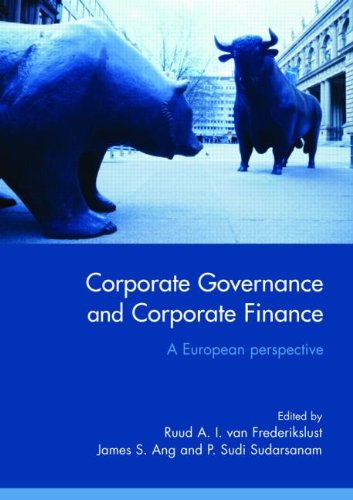 Corporate Governance
and Corporate Finance
A European perspective
Edited by
Ruud A. I. van Frederikslust
James S. Ang and P. Sudi Sudarsanam